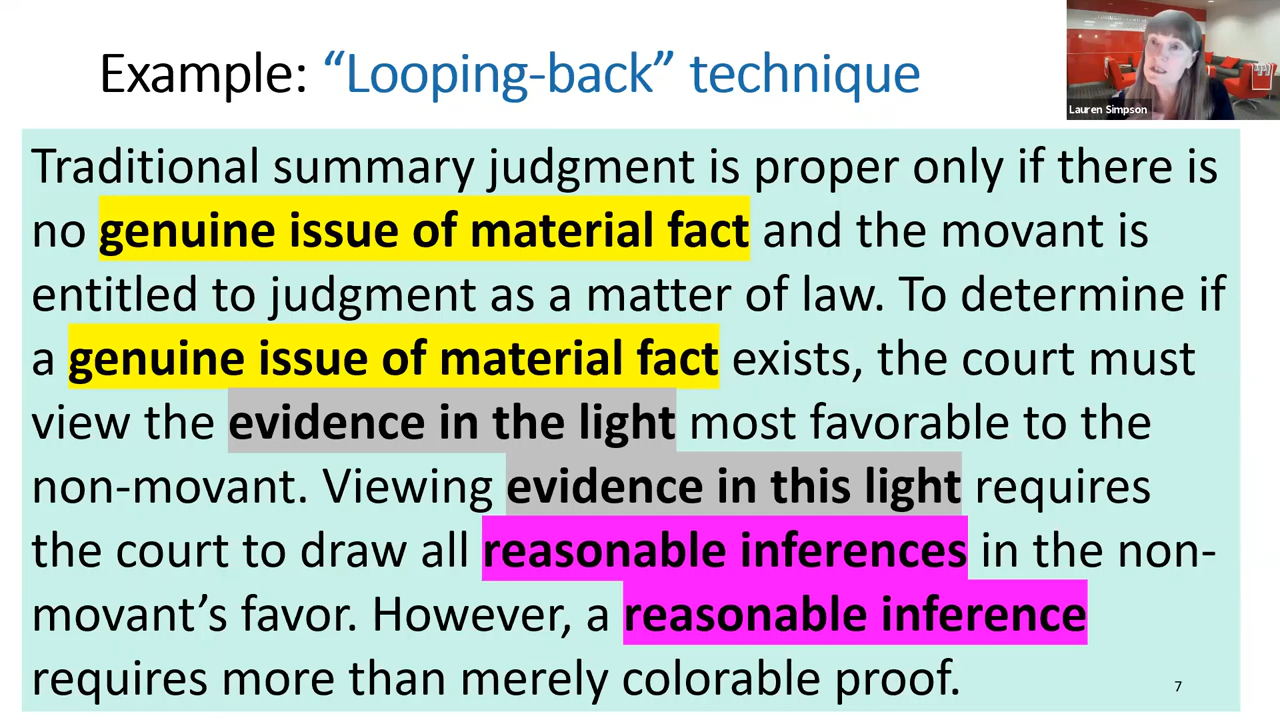 Example: “Looping-back” technique
Lauren Simpson
Traditional summary judgment is proper only if there is
no genuine issue of material fact and the movant is
entitled to judgment as a matter of law. To determine if
a genuine issue of material fact exists, the court must
view the evidence in the light most favorable to the
non-movant. Viewing evidence in this light requires
the court to draw all reasonable inferences in the non-
movant’s favor. However, a reasonable inference
requires more than merely colorable proof.
7